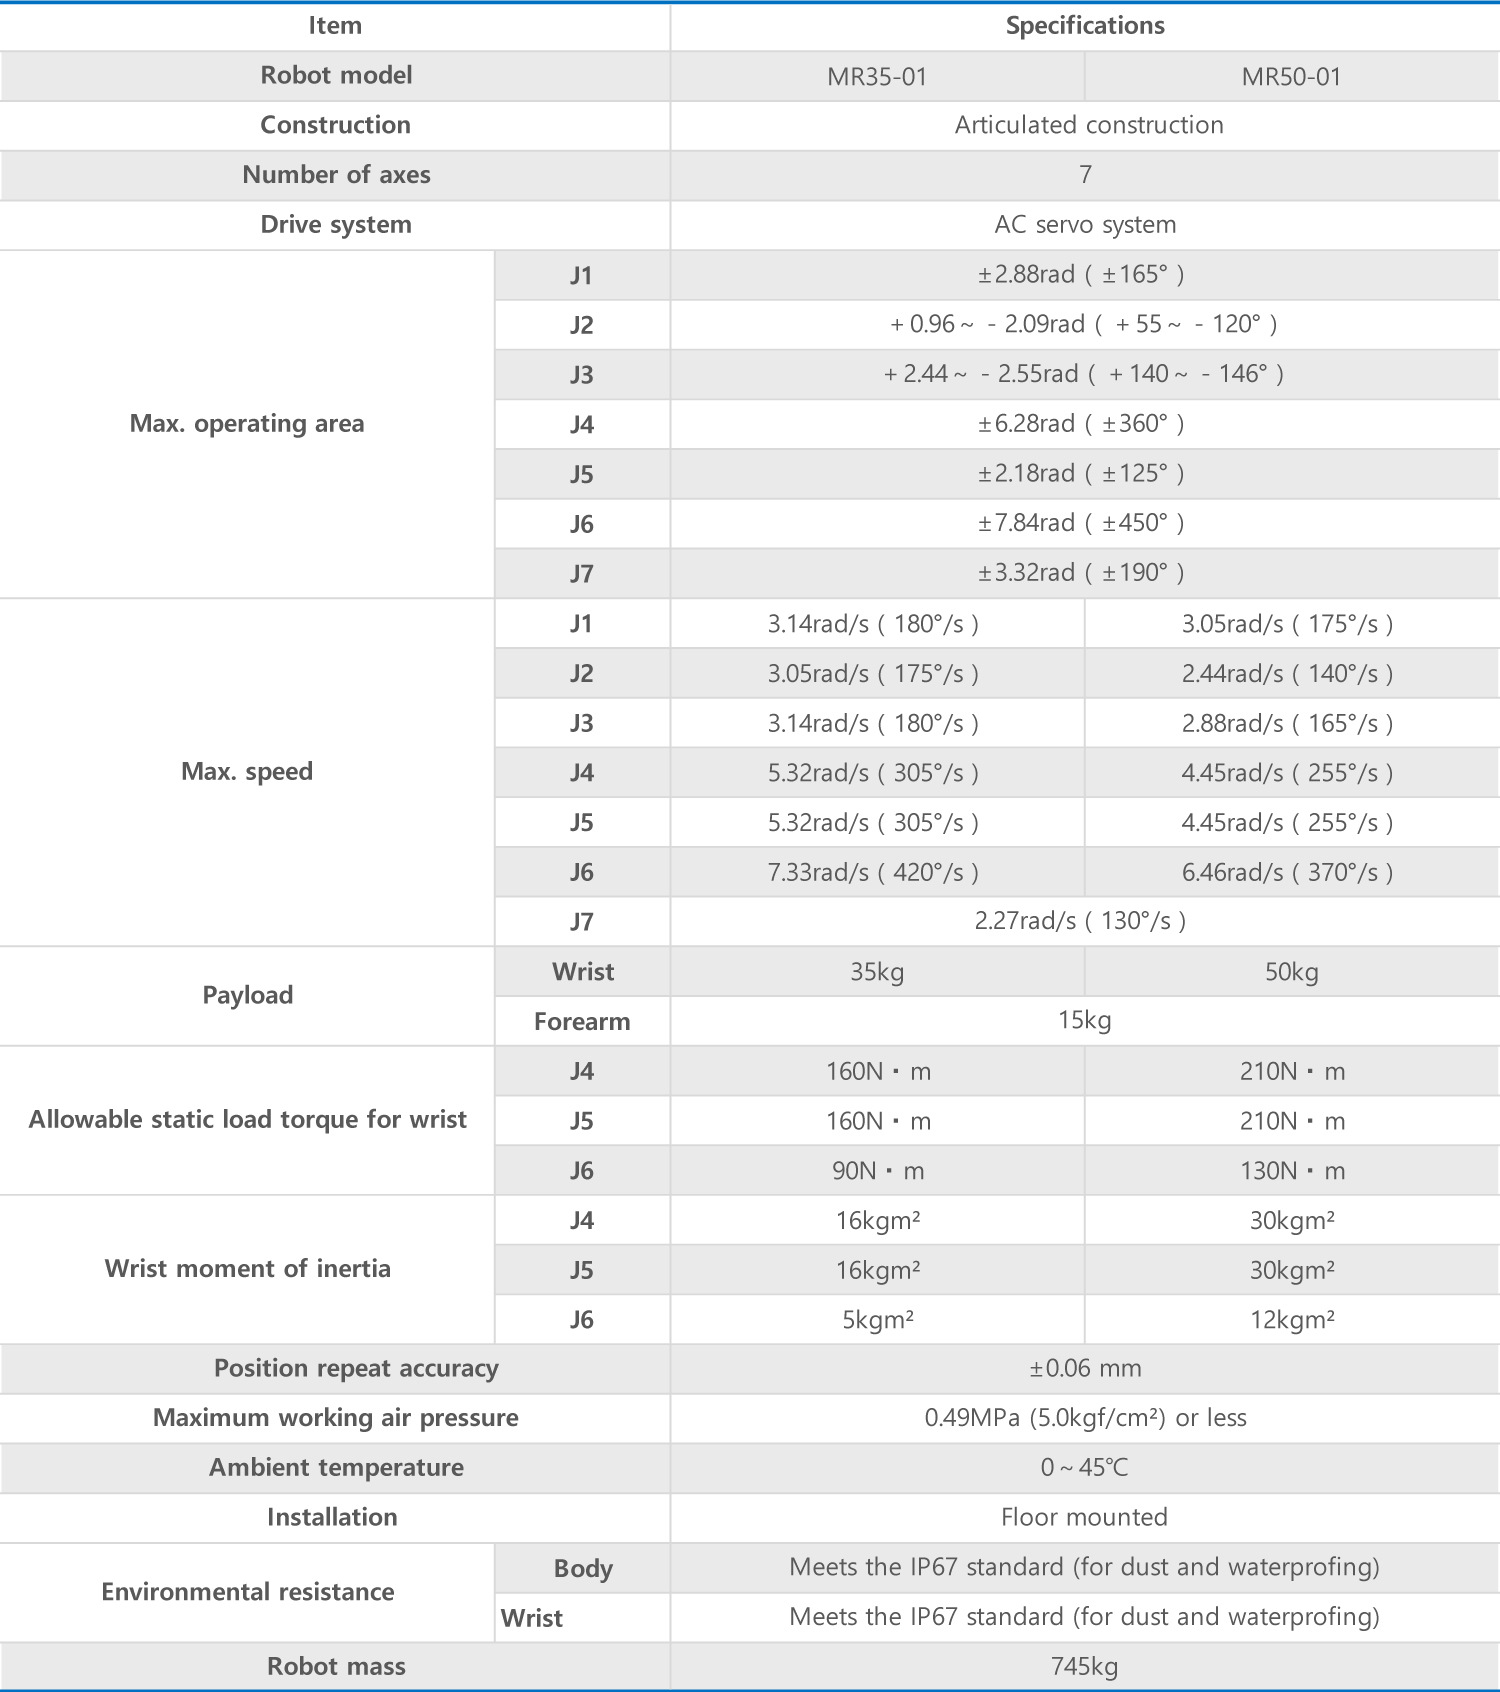 Item Specifications
Robot model MR35-01 MR50-01
Construction Articulated construction
Number of axes 7
Drive system AC servo system
Max. operating area
J1 ±2.88rad ( ±165° )
J2 + 0.96 ~ - 2.09rad ( + 55 ~ - 120° )
J3 + 2.44 ~ - 2.55rad ( + 140 ~ - 146° )
J4 ±6.28rad ( ±360° )
J5 ±2.18rad ( ±125° )
J6 ±7.84rad ( ±450° )
J7 ±3.32rad ( ±190° )
Max. speed
J1 3.14rad/s ( 180°/s ) 3.05rad/s ( 175°/s )
J2 3.05rad/s ( 175°/s ) 2.44rad/s ( 140°/s )
J3 3.14rad/s ( 180°/s ) 2.88rad/s ( 165°/s )
J4 5.32rad/s ( 305°/s ) 4.45rad/s ( 255°/s )
J5 5.32rad/s ( 305°/s ) 4.45rad/s ( 255°/s )
J6 7.33rad/s ( 420°/s ) 6.46rad/s ( 370°/s )
J7 2.27rad/s ( 130°/s )
Payload
Wrist 35kg 50kg
Forearm 15kg
Allowable static load torque for wrist
J4 160N・m 210N・m
J5 160N・m 210N・m
J6 90N・m 130N・m
Wrist moment of inertia
J4 16kgm² 30kgm²
J5 16kgm² 30kgm²
J6 5kgm² 12kgm²
Position repeat accuracy ±0.06 mm
Maximum working air pressure 0.49MPa (5.0kgf/cm²) or less
Ambient temperature 0 ~ 45℃
Installation Floor mounted
Environmental resistance
Body Meets the IP67 standard (for dust and waterprofing)
Wrist Meets the IP67 standard (for dust and waterprofing)
Robot mass 745kg